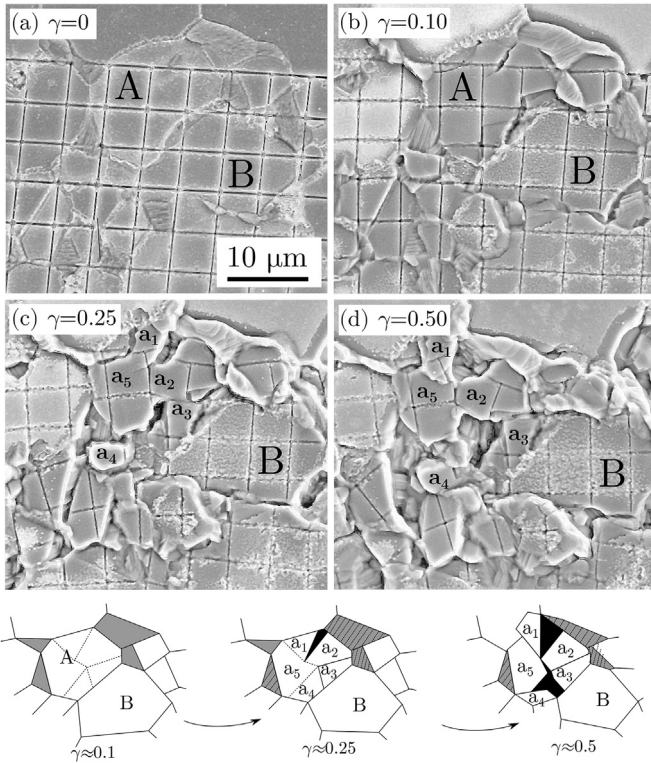 (a) γ=0
A
B
10 μm
(b) γ=0.10
A
B
(c) γ=0.25
a₁
a₅ a₂
a₃
a₄
B
(d) γ=0.50
a₁
a₅ a₂
a₃
a₄
B
A
B
γ≈0.1
a₁ a₂
a₅ a₃
a₄
B
γ≈0.25
a₁
a₂
a₅ a₃
a₄
B
γ≈0.5